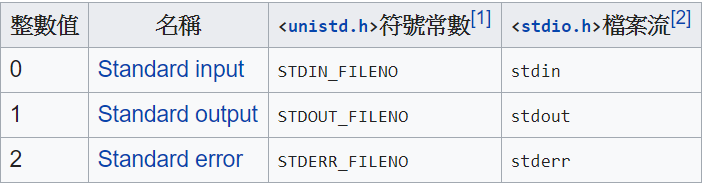 整數值 名稱 <unistd.h>符號常數[1] <stdio.h>檔案流[2]
0 Standard input STDIN_FILENO stdin
1 Standard output STDOUT_FILENO stdout
2 Standard error STDERR_FILENO stderr